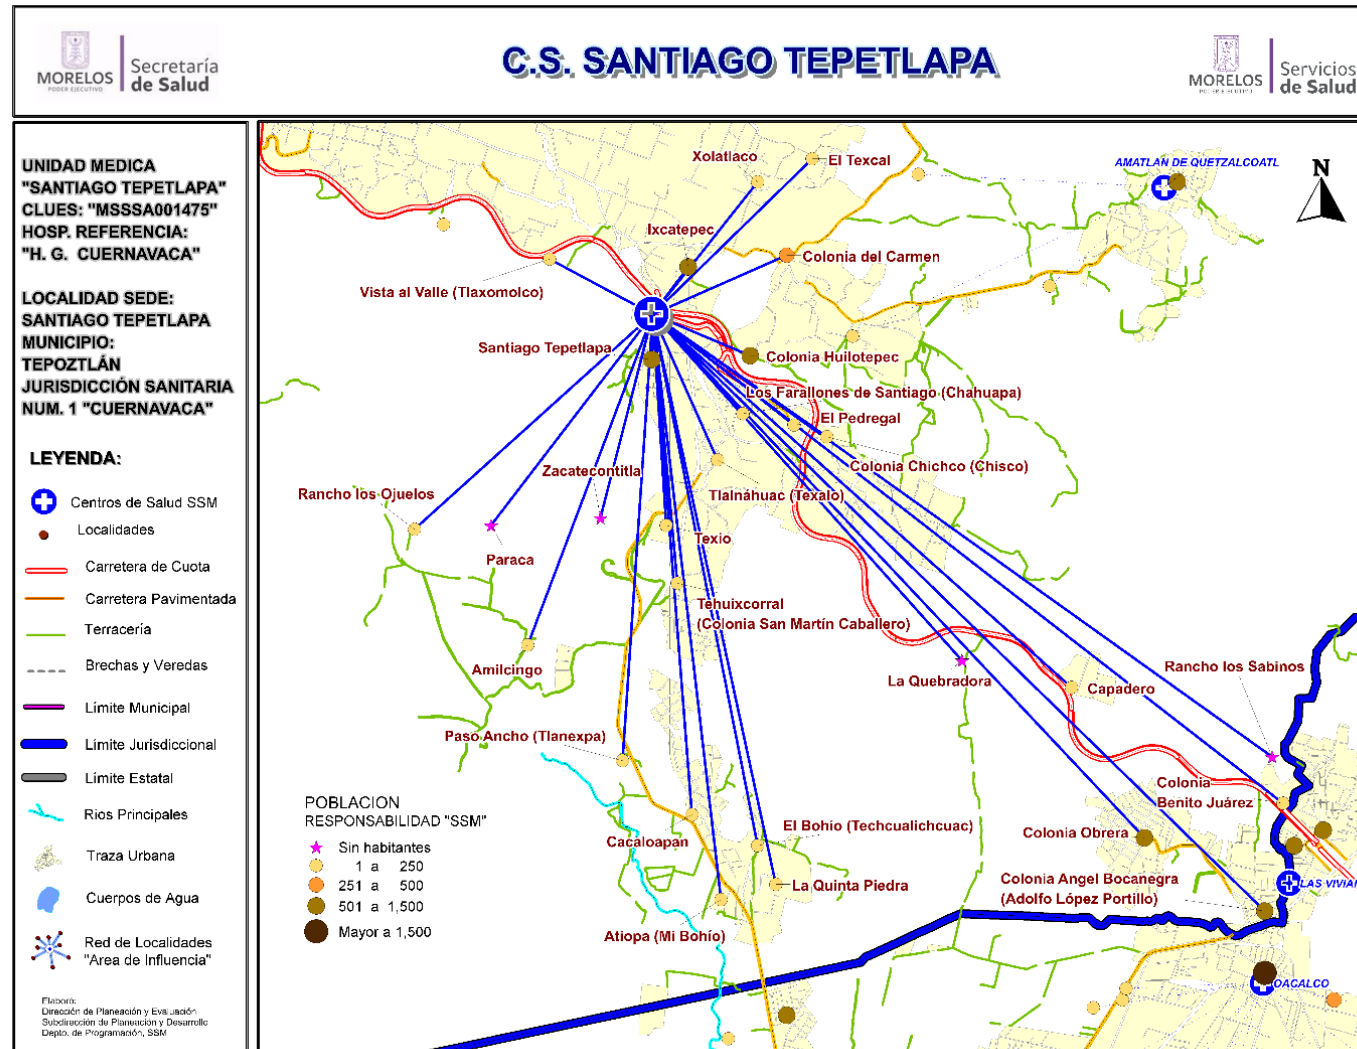 MORELOS
PODER EJECUTIVO
Secretaría
de Salud
C.S. SANTIAGO TEPETLAPA
MORELOS
PODER EJECUTIVO
Servicios
de Salud
UNIDAD MEDICA
"SANTIAGO TEPETLAPA"
CLUES: "MSSSA001475"
HOSP. REFERENCIA:
"H. G. CUERNAVACA"
LOCALIDAD SEDE:
SANTIAGO TEPETLAPA
MUNICIPIO:
TEPOZTLÁN
JURISDICCIÓN SANITARIA
NUM. 1 "CUERNAVACA"
LEYENDA:
Centros de Salud SSM
Localidades
Carretera de Cuota
Carretera Pavimentada
Terracería
Brechas y Veredas
Límite Municipal
Límite Jurisdiccional
Límite Estatal
Rios Principales
Traza Urbana
Cuerpos de Agua
Red de Localidades
"Area de Influencia"
Elaboró:
Dirección de Planeación y Evaluación
Subdirección de Planeación y Desarrollo
Depto. de Programación, SSM
Xolatlaco
El Texcal
AMATLAN DE QUETZALCOATL
N
Ixcatepec
Colonia del Carmen
Vista al Valle (Tlaxomolco)
Santiago Tepetlapa
Colonia Huilotepec
Los Farallones de Santiago (Chahuapa)
El Pedregal
Colonia Chichco (Chisco)
Zacatecontitla
Rancho los Ojuelos
Tlalnáhuac (Texalo)
Texio
Paraca
Tehuixcorral
(Colonia San Martín Caballero)
Amilcingo
La Quebradora
Capadero
Rancho los Sabinos
Paso Ancho (Tlanexpa)
Colonia
Benito Juárez
POBLACION
RESPONSABILIDAD "SSM"
Sin habitantes
1 a 250
251 a 500
501 a 1,500
Mayor a 1,500
Cacaloapan
El Bohío (Techcualichcuac)
Colonia Obrera
La Quinta Piedra
Colonia Angel Bocanegra
(Adolfo López Portillo)
LAS VIVIAN
Atiopa (Mi Bohío)
OACALCO